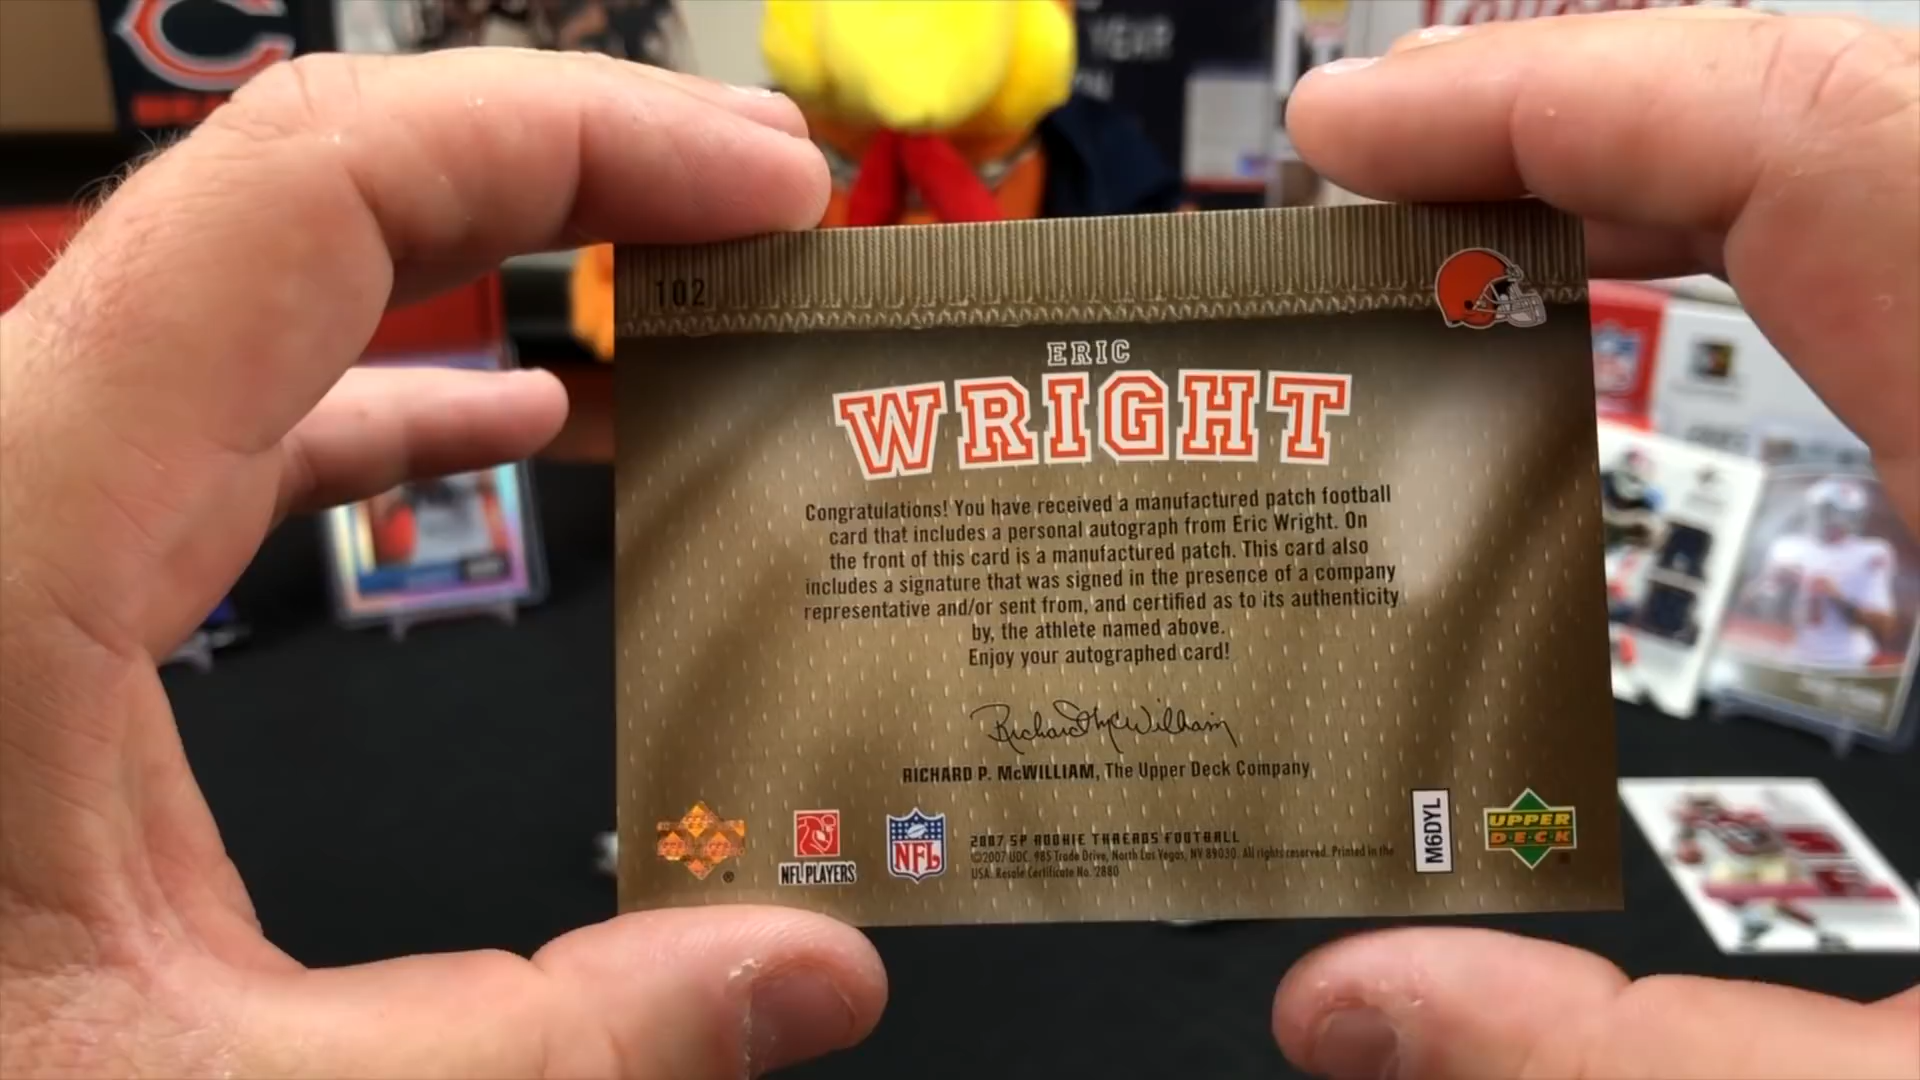 YEAR
102
ERIC
WRIGHT
Congratulations! You have received a manufactured patch football
card that includes a personal autograph from Eric Wright. On
the front of this card is a manufactured patch. This card also
includes a signature that was signed in the presence of a company
representative and/or sent from, and certified as to its authenticity
by, the athlete named above.
Enjoy your autographed card!
Richard McWilliam
RICHARD P. McWILLIAM, The Upper Deck Company
NFL PLAYERS
NFL
2007 SP ROOKIE THREADS FOOTBALL
©2007 UDC. 985 Trade Drive, North Las Vegas, NV 89030. All rights reserved. Printed in the
USA. Resale Certificate No. 2880
M6DYL
UPPER
DECK